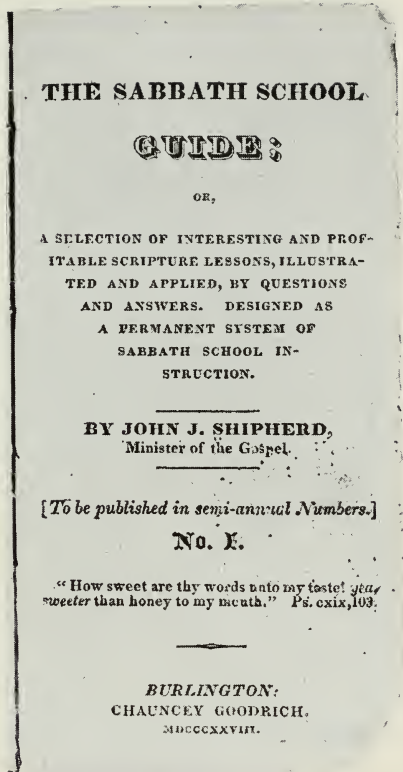 THE SABBATH SCHOOL
GUIDE;
OR,
A SELECTION OF INTERESTING AND PROF-
ITABLE SCRIPTURE LESSONS, ILLUSTRA-
TED AND APPLIED, BY QUESTIONS
AND ANSWERS. DESIGNED AS
A PERMANENT SYSTEM OF
SABBATH SCHOOL IN-
STRUCTION.
BY JOHN J. SHIPHERD,
Minister of the Gospel.
[To be published in semi-annual Numbers.]
No. I.
"How sweet are thy words unto my taste! yea,
sweeter than honey to my mouth." Ps. cxix,103.
BURLINGTON:
CHAUNCEY GOODRICH.
MDCCCXXVIII.